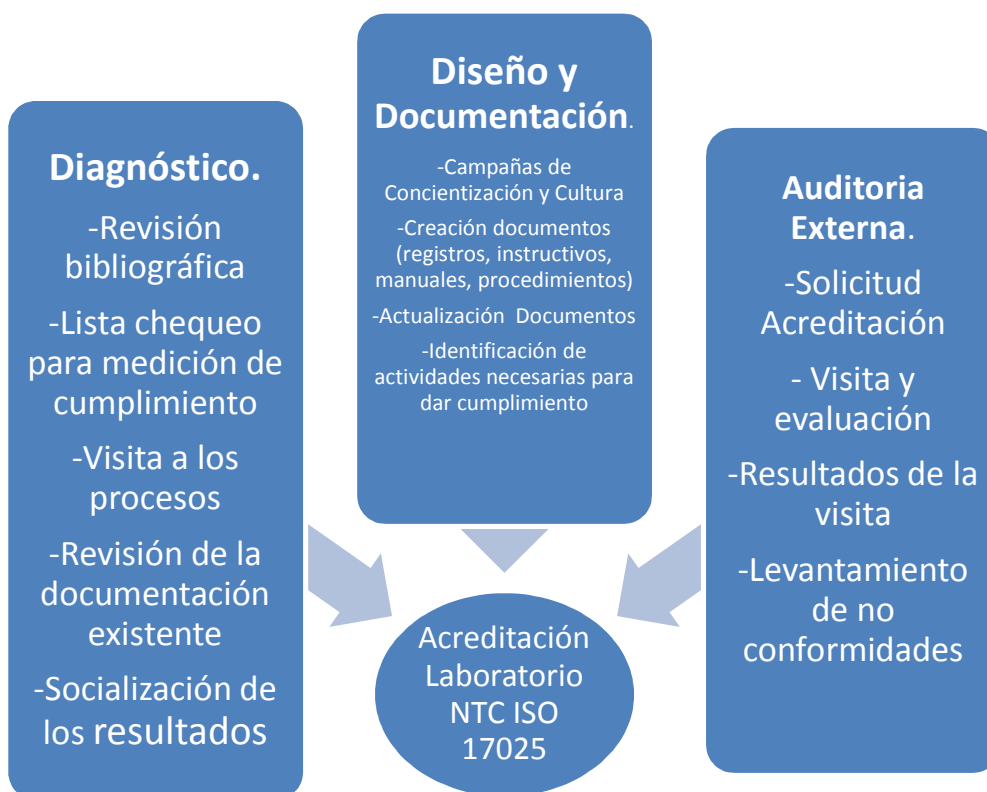 Diagnóstico.
-Revisión
bibliográfica
-Lista chequeo
para medición de
cumplimiento
-Visita a los
procesos
-Revisión de la
documentación
existente
-Socialización de
los resultados
Diseño y
Documentación.
-Campañas de
Concientización y Cultura
-Creación documentos
(registros, instructivos,
manuales, procedimientos)
-Actualización Documentos
-Identificación de
actividades necesarias para
dar cumplimiento
Auditoria
Externa.
-Solicitud
Acreditación
- Visita y
evaluación
-Resultados de la
visita
-Levantamiento
de no
conformidades
Acreditación
Laboratorio
NTC ISO
17025